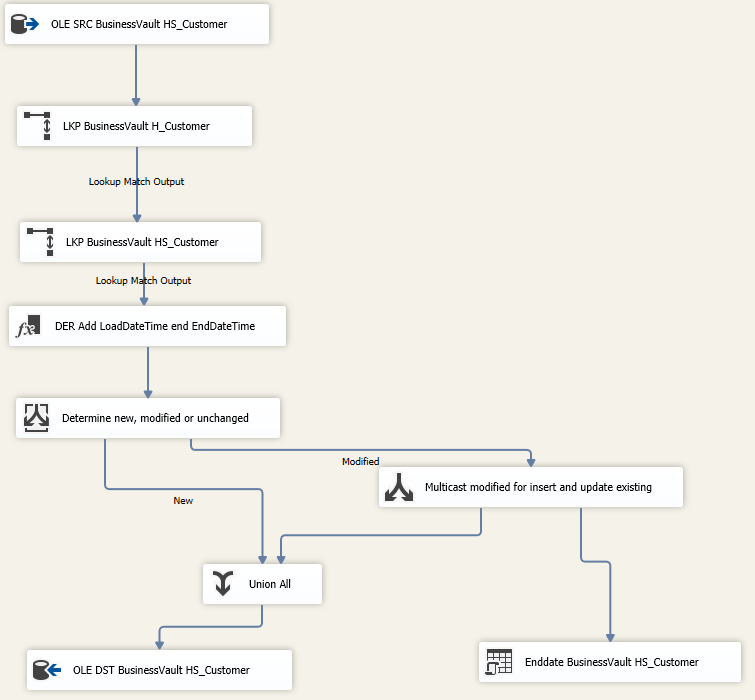 OLE SRC BusinessVault HS_Customer
LKP BusinessVault H_Customer
Lookup Match Output
LKP BusinessVault HS_Customer
Lookup Match Output
DER Add LoadDateTime end EndDateTime
Determine new, modified or unchanged
Modified
Multicast modified for insert and update existing
New
Union All
Enddate BusinessVault HS_Customer
OLE DST BusinessVault HS_Customer